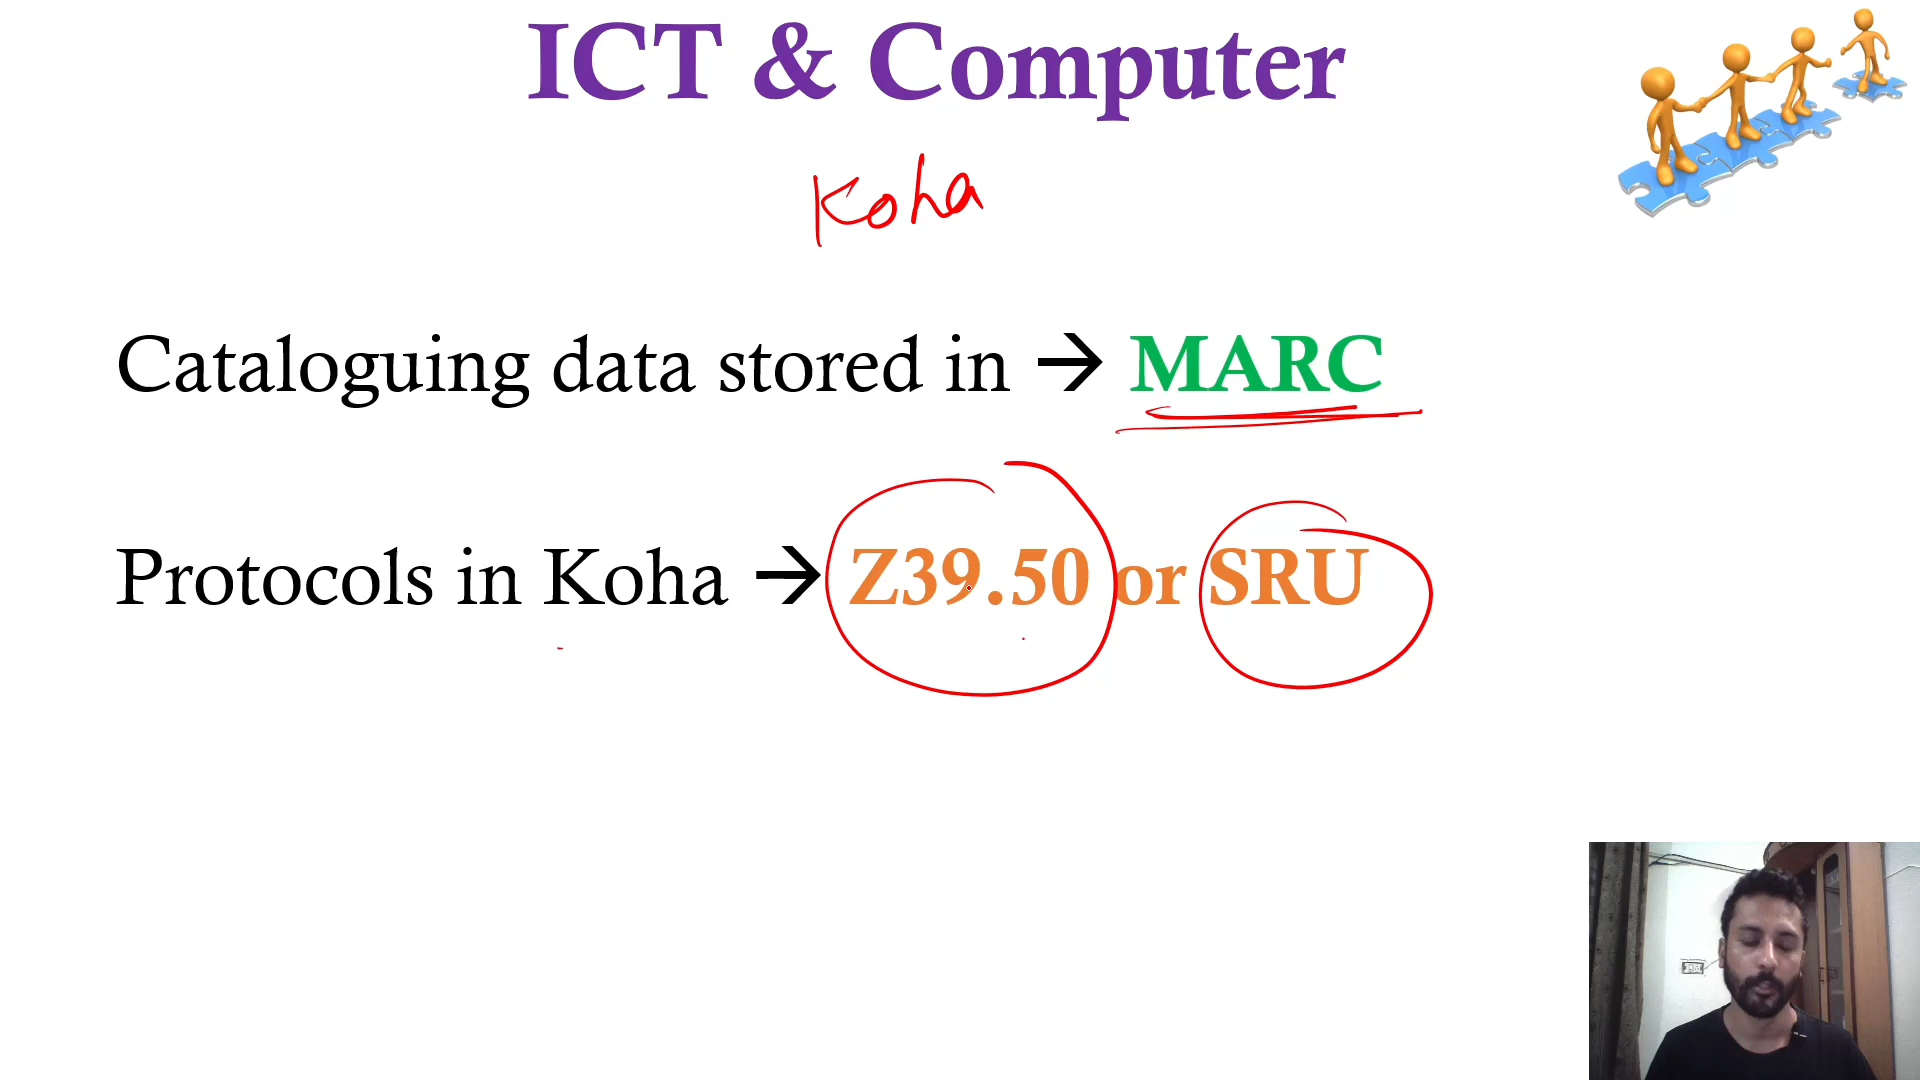 ICT & Computer
Koha
Cataloguing data stored in → MARC
Protocols in Koha → Z39.50 or SRU